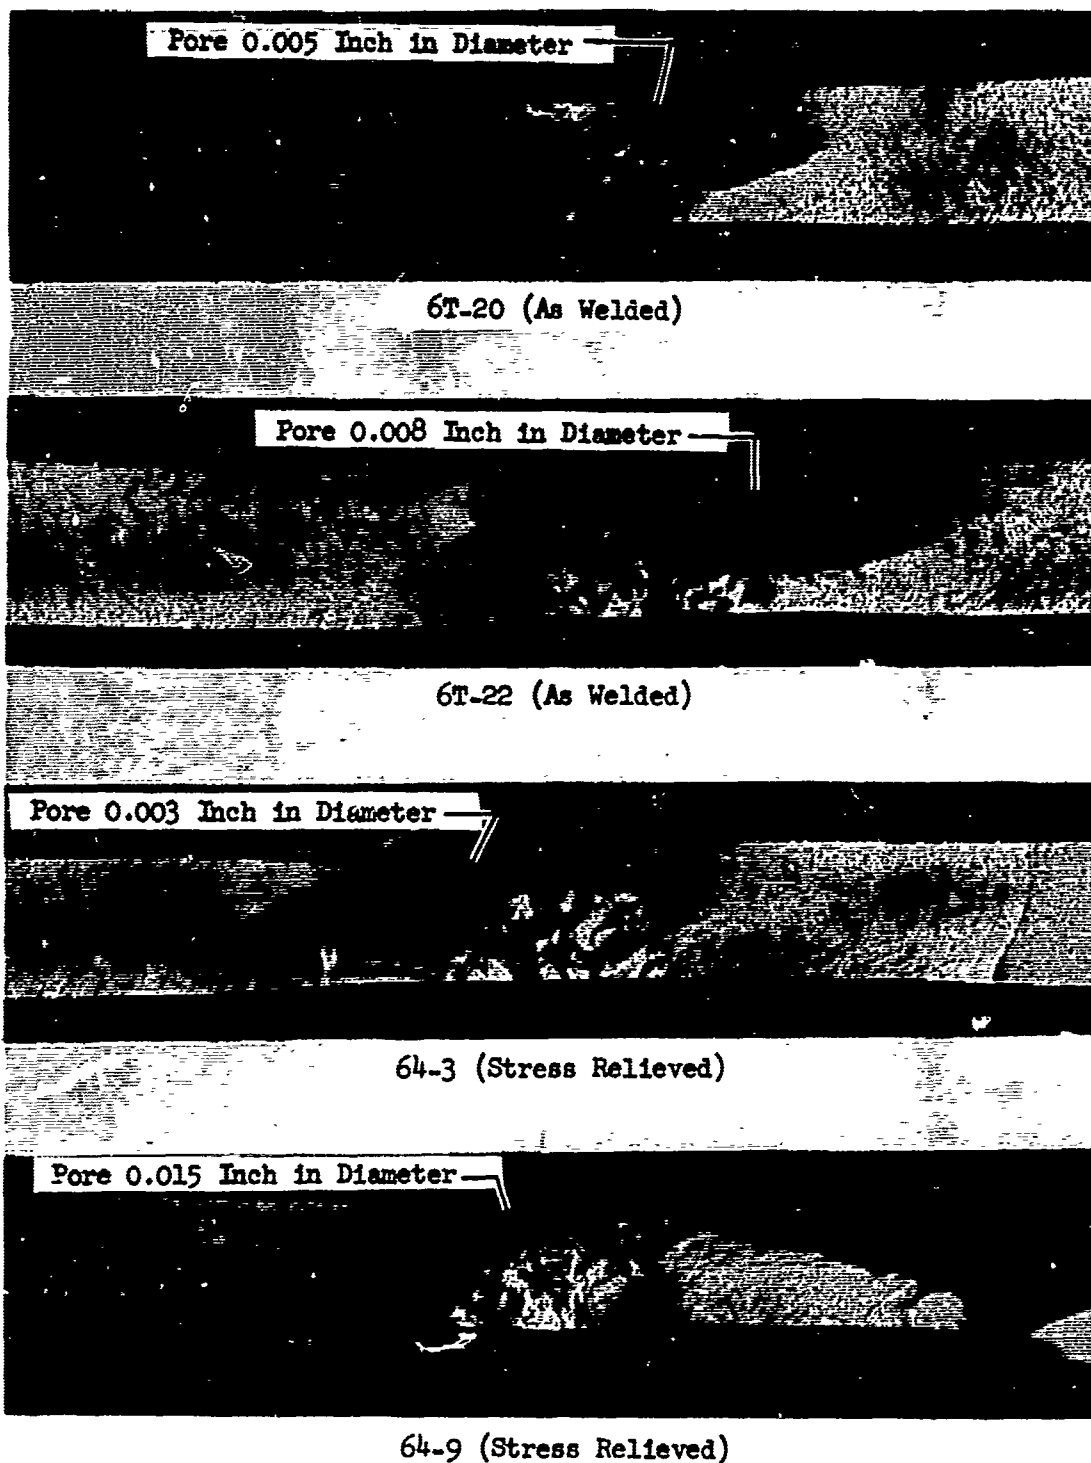 Pore 0.005 Inch in Diameter
6T-20 (As Welded)
Pore 0.008 Inch in Diameter
6T-22 (As Welded)
Pore 0.003 Inch in Diameter
64-3 (Stress Relieved)
Pore 0.015 Inch in Diameter
64-9 (Stress Relieved)